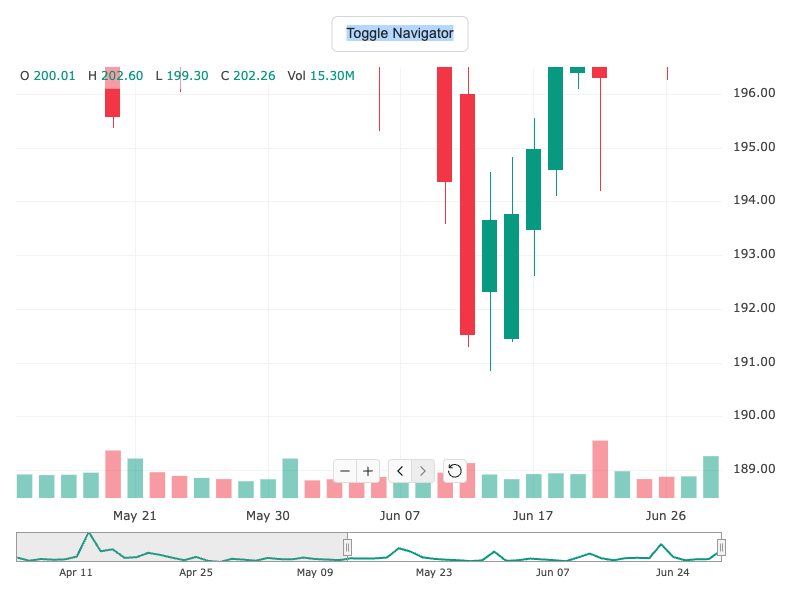 Toggle Navigator
O 200.01 H 202.60 L 199.30 C 202.26 Vol 15.30M
196.00
195.00
194.00
193.00
192.00
191.00
190.00
189.00
May 21 May 30 Jun 07 Jun 17 Jun 26
Apr 11 Apr 25 May 09 May 23 Jun 07 Jun 24